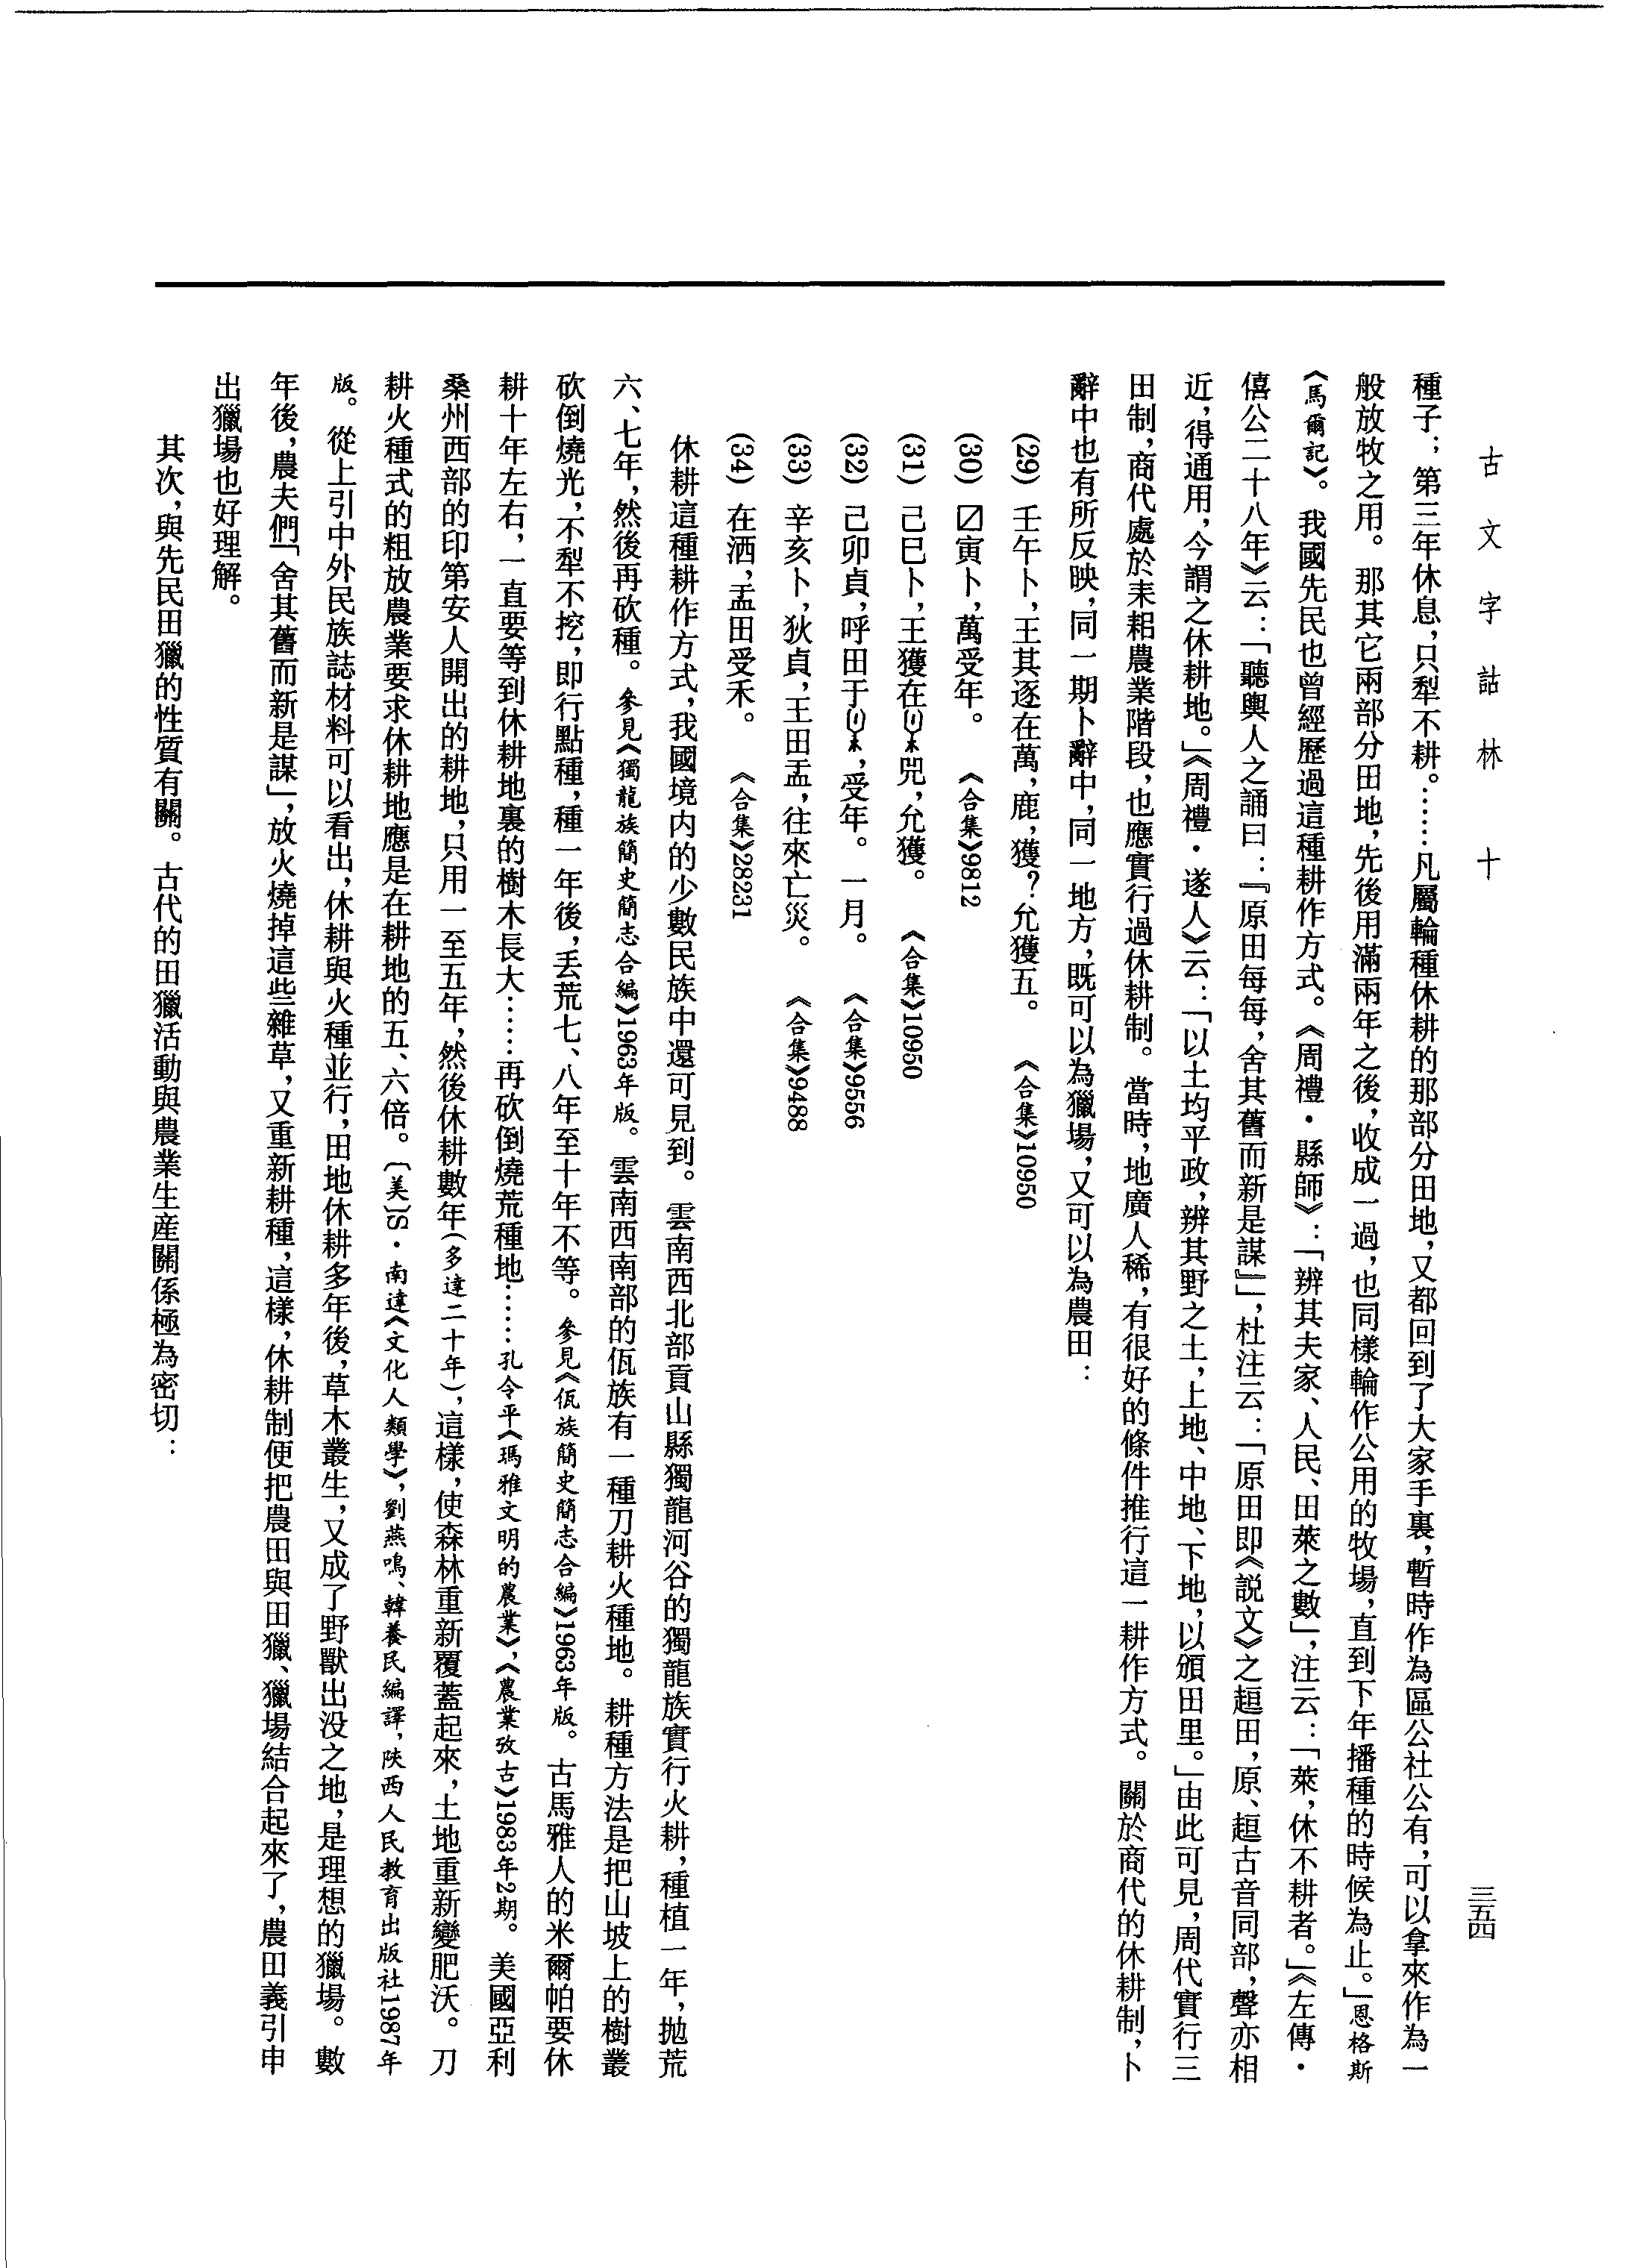 古文字詁林 十
三五四
種子；第三年休息，只犁不耕。……凡屬輪種休耕的那部分田地，又都回到了大家手裏，暫時作為區公社公有，可以拿來作為一
般放牧之用。那其它兩部分田地，先後用滿兩年之後，收成一過，也同樣輪作公用的牧場，直到下年播種的時候為止。」恩格斯
《馬爾記》。我國先民也曾經歷過這種耕作方式。《周禮・縣師》：「辨其夫家、人民、田萊之數」，注云：「萊，休不耕者。」《左傳・
僖公二十八年》云：「聽輿人之誦曰：『原田每每，舍其舊而新是謀』」，杜注云：「原田即《説文》之趄田，原、趄古音同部，聲亦相
近，得通用，今謂之休耕地。」《周禮・遂人》云：「以土均平政，辨其野之土，上地、中地、下地，以頒田里。」由此可見，周代實行三
田制，商代處於耒耜農業階段，也應實行過休耕制。當時，地廣人稀，有很好的條件推行這一耕作方式。關於商代的休耕制，卜
辭中也有所反映，同一期卜辭中，同一地方，既可以為獵場，又可以為農田：
(29) 壬午卜，王其逐在萬，鹿，獲？允獲五。 《合集》10950
(30) 〼寅卜，萬受年。 《合集》9812
(31) 己巳卜，王獲在兕，允獲。 《合集》10950
(32) 己卯貞，呼田于，受年。一月。 《合集》9556
(33) 辛亥卜，狄貞，王田盂，往來亡災。 《合集》9488
(34) 在洒，盂田受禾。 《合集》28231
休耕這種耕作方式，我國境内的少數民族中還可見到。雲南西北部貢山縣獨龍河谷的獨龍族實行火耕，種植一年，拋荒
六、七年，然後再砍種。參見《獨龍族簡史簡志合編》1963年版。雲南西南部的佤族有一種刀耕火種地。耕種方法是把山坡上的樹叢
砍倒燒光，不犁不挖，即行點種，種一年後，丢荒七、八年至十年不等。參見《佤族簡史簡志合編》1963年版。古馬雅人的米爾帕要休
耕十年左右，一直要等到休耕地裏的樹木長大……再砍倒燒荒種地……孔令平《瑪雅文明的農業》，《農業攷古》1983年2期。美國亞利
桑州西部的印第安人開出的耕地，只用一至五年，然後休耕數年（多達二十年），這樣，使森林重新覆蓋起來，土地重新變肥沃。刀
耕火種式的粗放農業要求休耕地應是在耕地的五、六倍。〔美〕S・南達《文化人類學》，劉燕鳴、韓養民編譯，陝西人民教育出版社1987年
版。從上引中外民族誌材料可以看出，休耕與火種並行，田地休耕多年後，草木叢生，又成了野獸出没之地，是理想的獵場。數
年後，農夫們「舍其舊而新是謀」，放火燒掉這些雜草，又重新耕種，這樣，休耕制便把農田與田獵、獵場結合起來了，農田義引申
出獵場也好理解。
其次，與先民田獵的性質有關。古代的田獵活動與農業生産關係極為密切：